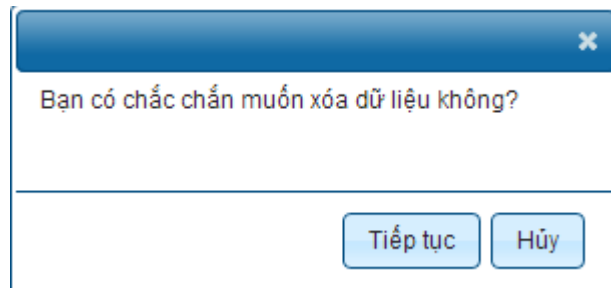 Bạn có chắc chắn muốn xóa dữ liệu không?
Tiếp tục Hủy